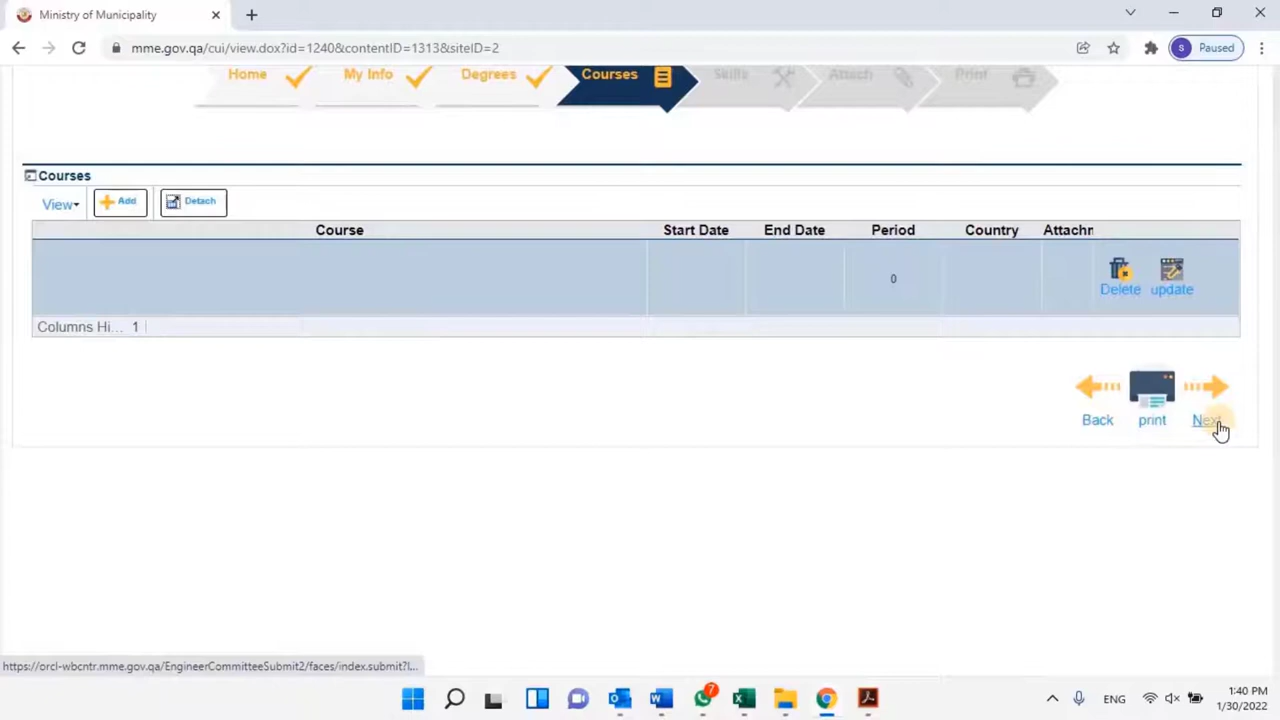 Ministry of Municipality
mme.gov.qa/cui/view.dox?id=1240&contentID=1313&siteID=2
S Paused
Home My Info Degrees Courses Skills Attach Print
Courses
View Add Detach
Course Start Date End Date Period Country Attachn
0 Delete update
Columns Hi... 1
Back print Next
https://orcl-wbcntr.mme.gov.qa/EngineerCommitteeSubmit2/faces/index.submit?l...
7
ENG
1:40 PM
1/30/2022